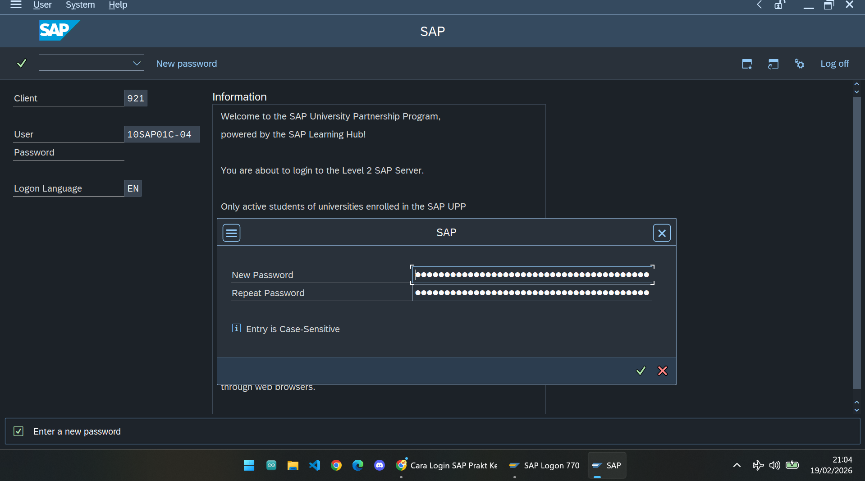 User System Help
SAP
SAP
New password
Log off
Client 921
User 10SAP01C-04
Password
Logon Language EN
Information
Welcome to the SAP University Partnership Program,
powered by the SAP Learning Hub!
You are about to login to the Level 2 SAP Server.
Only active students of universities enrolled in the SAP UPP
SAP
New Password
Repeat Password
Entry is Case-Sensitive
through web browsers.
Enter a new password
Cara Login SAP Prakt Ke
SAP Logon 770
SAP
21:04
19/02/2026